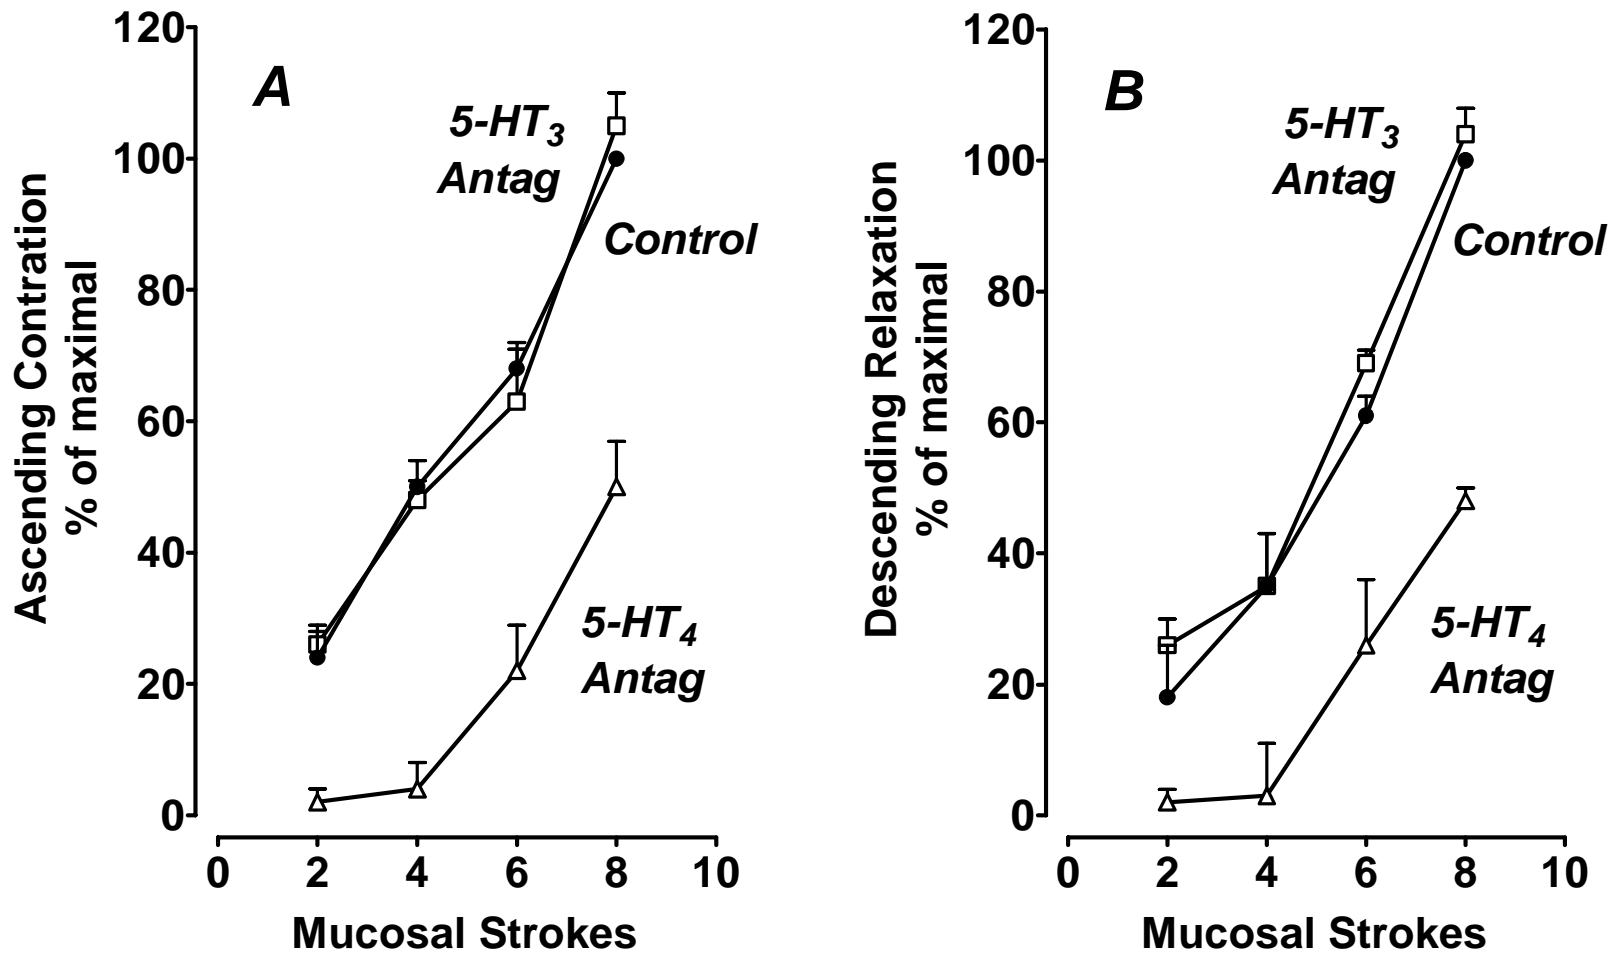 A
Ascending Contration
% of maximal
120
100
80
60
40
20
0
5-HT3
Antag
Control
5-HT4
Antag
0 2 4 6 8 10
Mucosal Strokes
B
Descending Relaxation
% of maximal
120
100
80
60
40
20
0
5-HT3
Antag
Control
5-HT4
Antag
0 2 4 6 8 10
Mucosal Strokes